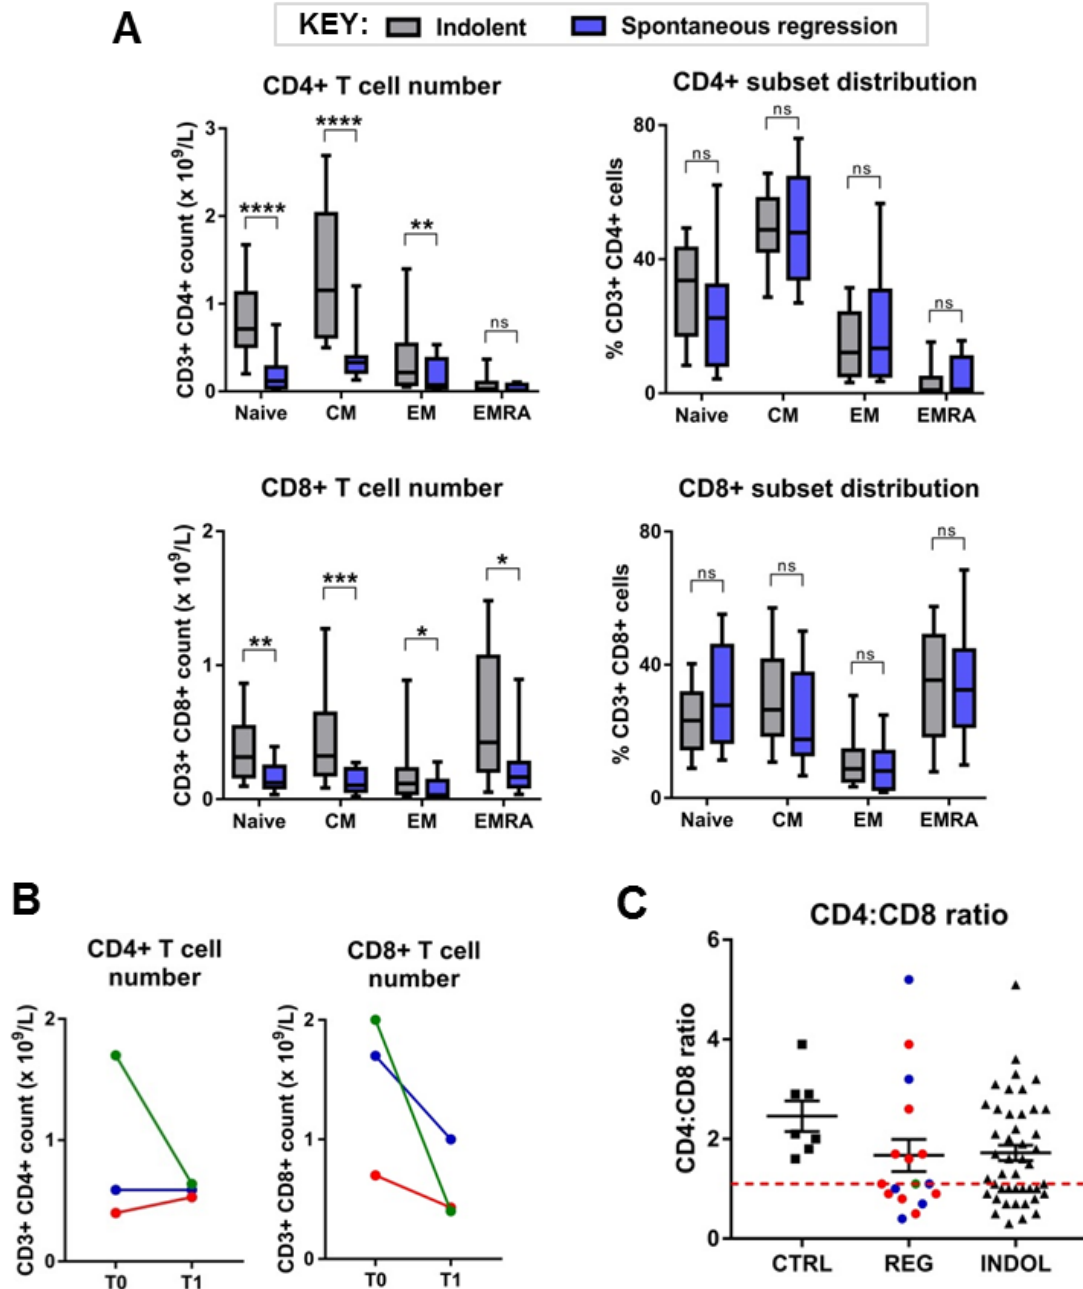 A
KEY: Indolent Spontaneous regression
CD4+ T cell number
CD3+ CD4+ count (x 10⁹/L)
3
2
1
0
****
****
**
ns
Naive CM EM EMRA
CD4+ subset distribution
% CD3+ CD4+ cells
80
40
0
ns
ns
ns
ns
Naive CM EM EMRA
CD8+ T cell number
CD3+ CD8+ count (x 10⁹/L)
2
1
0
**
***
*
*
Naive CM EM EMRA
CD8+ subset distribution
% CD3+ CD8+ cells
80
40
0
ns
ns
ns
ns
Naive CM EM EMRA
B
CD4+ T cell
number
CD3+ CD4+ count (x 10⁹/L)
2
1
0
T0 T1
CD8+ T cell
number
CD3+ CD8+ count (x 10⁹/L)
2
1
0
T0 T1
C
CD4:CD8 ratio
CD4:CD8 ratio
6
4
2
0
CTRL REG INDOL